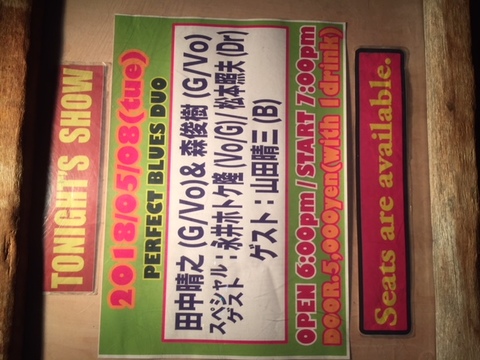 TONIGHT'S SHOW
2018/05/08(tue)
PERFECT BLUES DUO
田中晴之(G/Vo)& 森俊樹(G/Vo)
スペシャル
ゲスト:永井ホトケ隆(Vo/G)/松本照夫(Dr)
ゲスト:山田晴三(B)
OPEN 6:00pm/START 7:00pm
DOOR.5,000yen(with 1drink)
Seats are available.